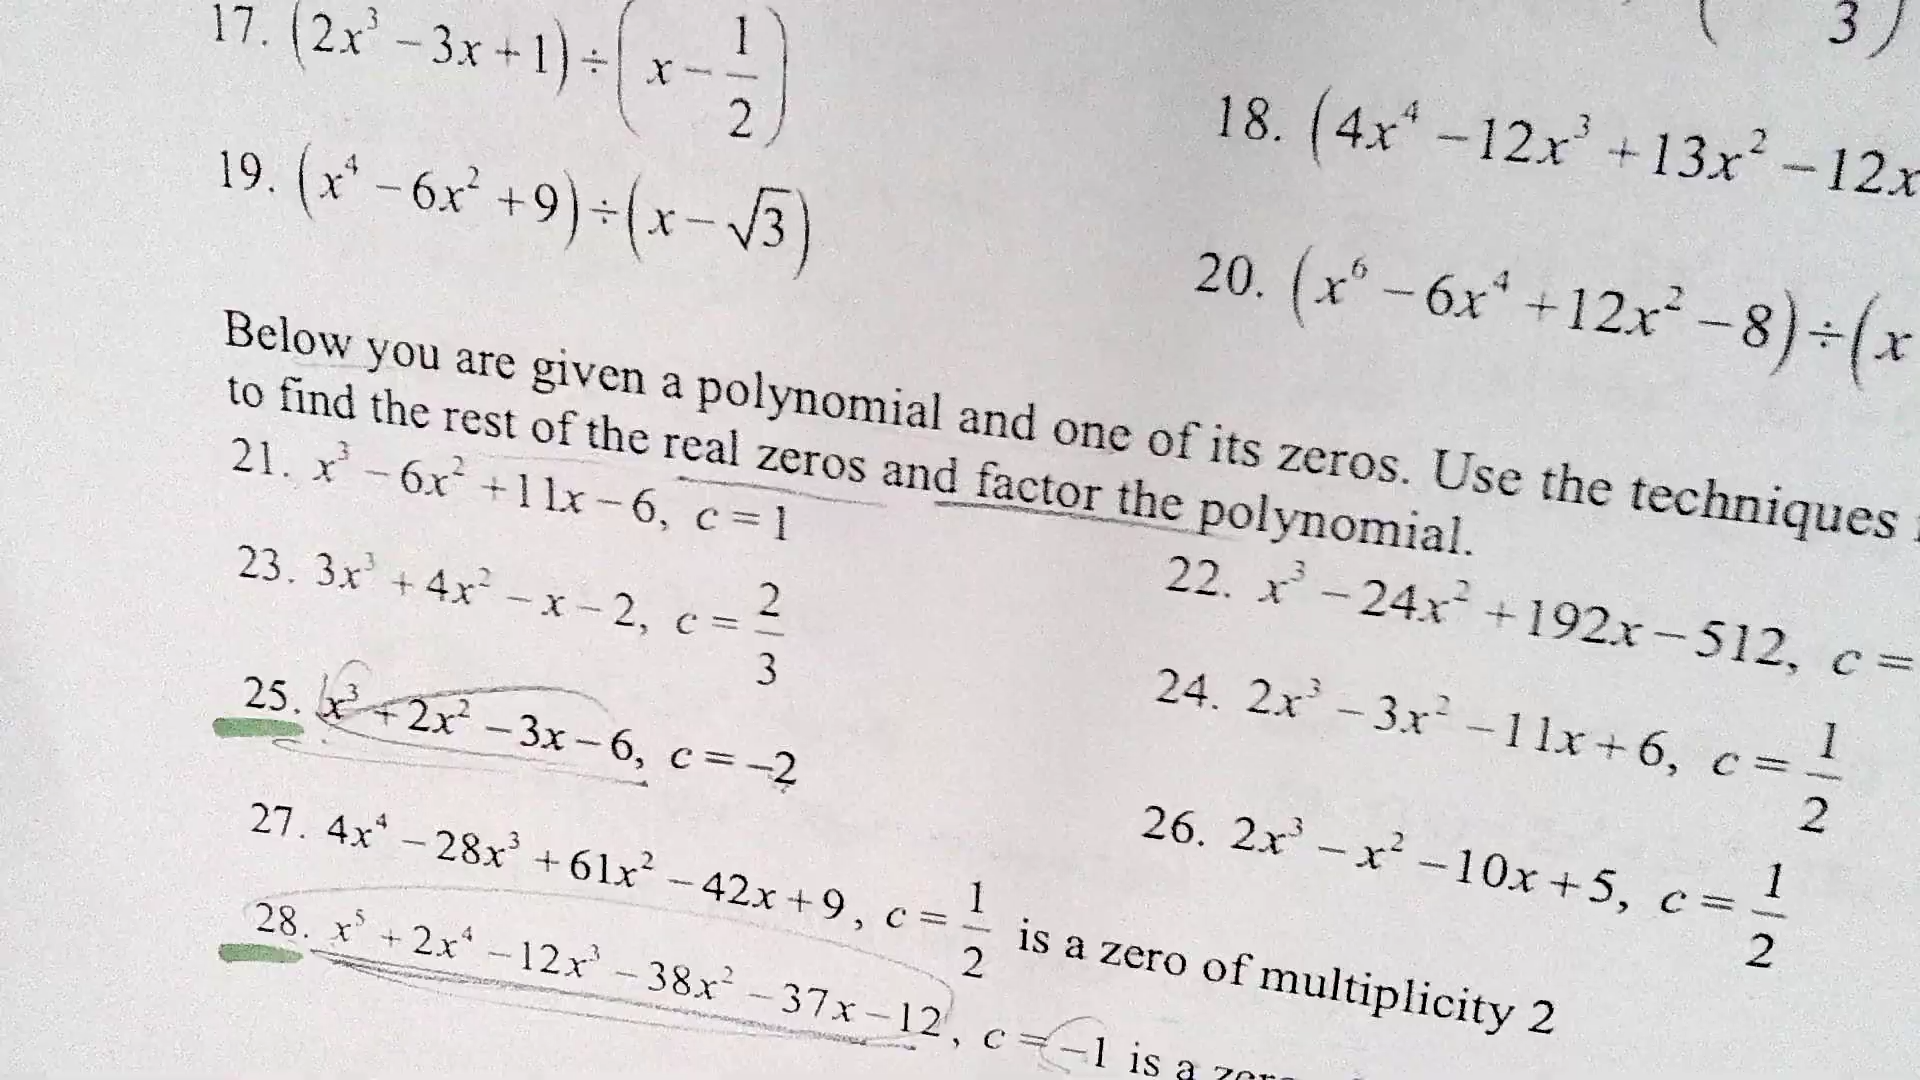 3)
17. (2x³ − 3x + 1) ÷ (x − 1/2)
18. (4x⁴ − 12x³ + 13x² − 12x
19. (x⁴ − 6x² + 9) ÷ (x − √3)
20. (x⁶ − 6x⁴ + 12x² − 8) ÷ (x
Below you are given a polynomial and one of its zeros. Use the techniques
to find the rest of the real zeros and factor the polynomial.
21. x³ − 6x² + 11x − 6, c = 1
22. x³ − 24x² + 192x − 512, c =
23. 3x³ + 4x² − x − 2, c = 2/3
24. 2x³ − 3x² − 11x + 6, c = 1/2
25. x³ + 2x² − 3x − 6, c = −2
26. 2x³ − x² − 10x + 5, c = 1/2
27. 4x⁴ − 28x³ + 61x² − 42x + 9, c = 1/2 is a zero of multiplicity 2
28. x⁵ + 2x⁴ − 12x³ − 38x² − 37x − 12, c = −1 is a